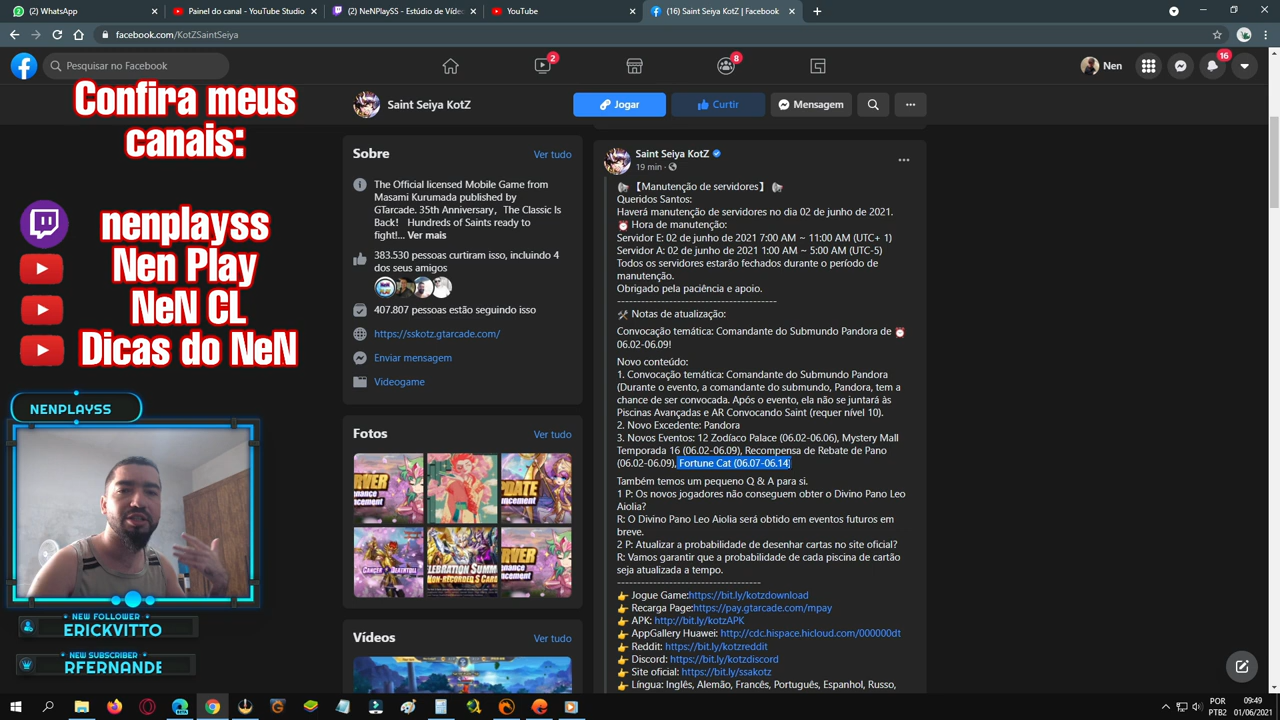 (2) WhatsApp
Painel do canal - YouTube Studio
(2) NeNPlaySS - Estúdio de Vídeo
YouTube
(16) Saint Seiya KotZ | Facebook
facebook.com/KotZSaintSeiya
Pesquisar no Facebook
2
8
Nen
16
Confira meus
canais:
nenplayss
Nen Play
NeN CL
Dicas do NeN
NENPLAYSS
NEW FOLLOWER
ERICKVITTO
NEW SUBSCRIBER
RFERNANDE
Saint Seiya KotZ
Jogar
Curtir
Mensagem
Sobre
Ver tudo
The Official licensed Mobile Game from
Masami Kurumada published by
GTarcade. 35th Anniversary，The Classic Is
Back! Hundreds of Saints ready to
fight!... Ver mais
383.530 pessoas curtiram isso, incluindo 4
dos seus amigos
407.807 pessoas estão seguindo isso
https://sskotz.gtarcade.com/
Enviar mensagem
Videogame
Fotos
Ver tudo
Vídeos
Ver tudo
Saint Seiya KotZ
19 min ·
【Manutenção de servidores】
Queridos Santos:
Haverá manutenção de servidores no dia 02 de junho de 2021.
⏰ Hora de manutenção:
Servidor E: 02 de junho de 2021 7:00 AM ~ 11:00 AM (UTC+ 1)
Servidor A: 02 de junho de 2021 1:00 AM ~ 5:00 AM (UTC-5)
Todos os servidores estarão fechados durante o período de
manutenção.
Obrigado pela paciência e apoio.
----------------------------------------
🛠 Notas de atualização:
Convocação temática: Comandante do Submundo Pandora de ⏰
06.02-06.09!
Novo conteúdo:
1. Convocação temática: Comandante do Submundo Pandora
(Durante o evento, a comandante do submundo, Pandora, tem a
chance de ser convocada. Após o evento, ela não se juntará às
Piscinas Avançadas e AR Convocando Saint (requer nível 10).
2. Novo Excedente: Pandora
3. Novos Eventos: 12 Zodíaco Palace (06.02-06.06), Mystery Mall
Temporada 16 (06.02-06.09), Recompensa de Rebate de Pano
(06.02-06.09), Fortune Cat (06.07-06.14)
Também temos um pequeno Q & A para si.
1 P: Os novos jogadores não conseguem obter o Divino Pano Leo
Aiolia?
R: O Divino Pano Leo Aiolia será obtido em eventos futuros em
breve.
2 P: Atualizar a probabilidade de desenhar cartas no site oficial?
R: Vamos garantir que a probabilidade de cada piscina de cartão
seja atualizada a tempo.
------------------------------------
👉 Jogue Game:https://bit.ly/kotzdownload
👉 Recarga Page:https://pay.gtarcade.com/mpay
👉 APK: http://bit.ly/kotzAPK
👉 AppGallery Huawei: http://cdc.hispace.hicloud.com/000000dt
👉 Reddit: https://bit.ly/kotzreddit
👉 Discord: https://bit.ly/kotzdiscord
👉 Site oficial: https://bit.ly/ssakotz
👉 Língua: Inglês, Alemão, Francês, Português, Espanhol, Russo,
POR
PTB2
09:49
01/06/2021